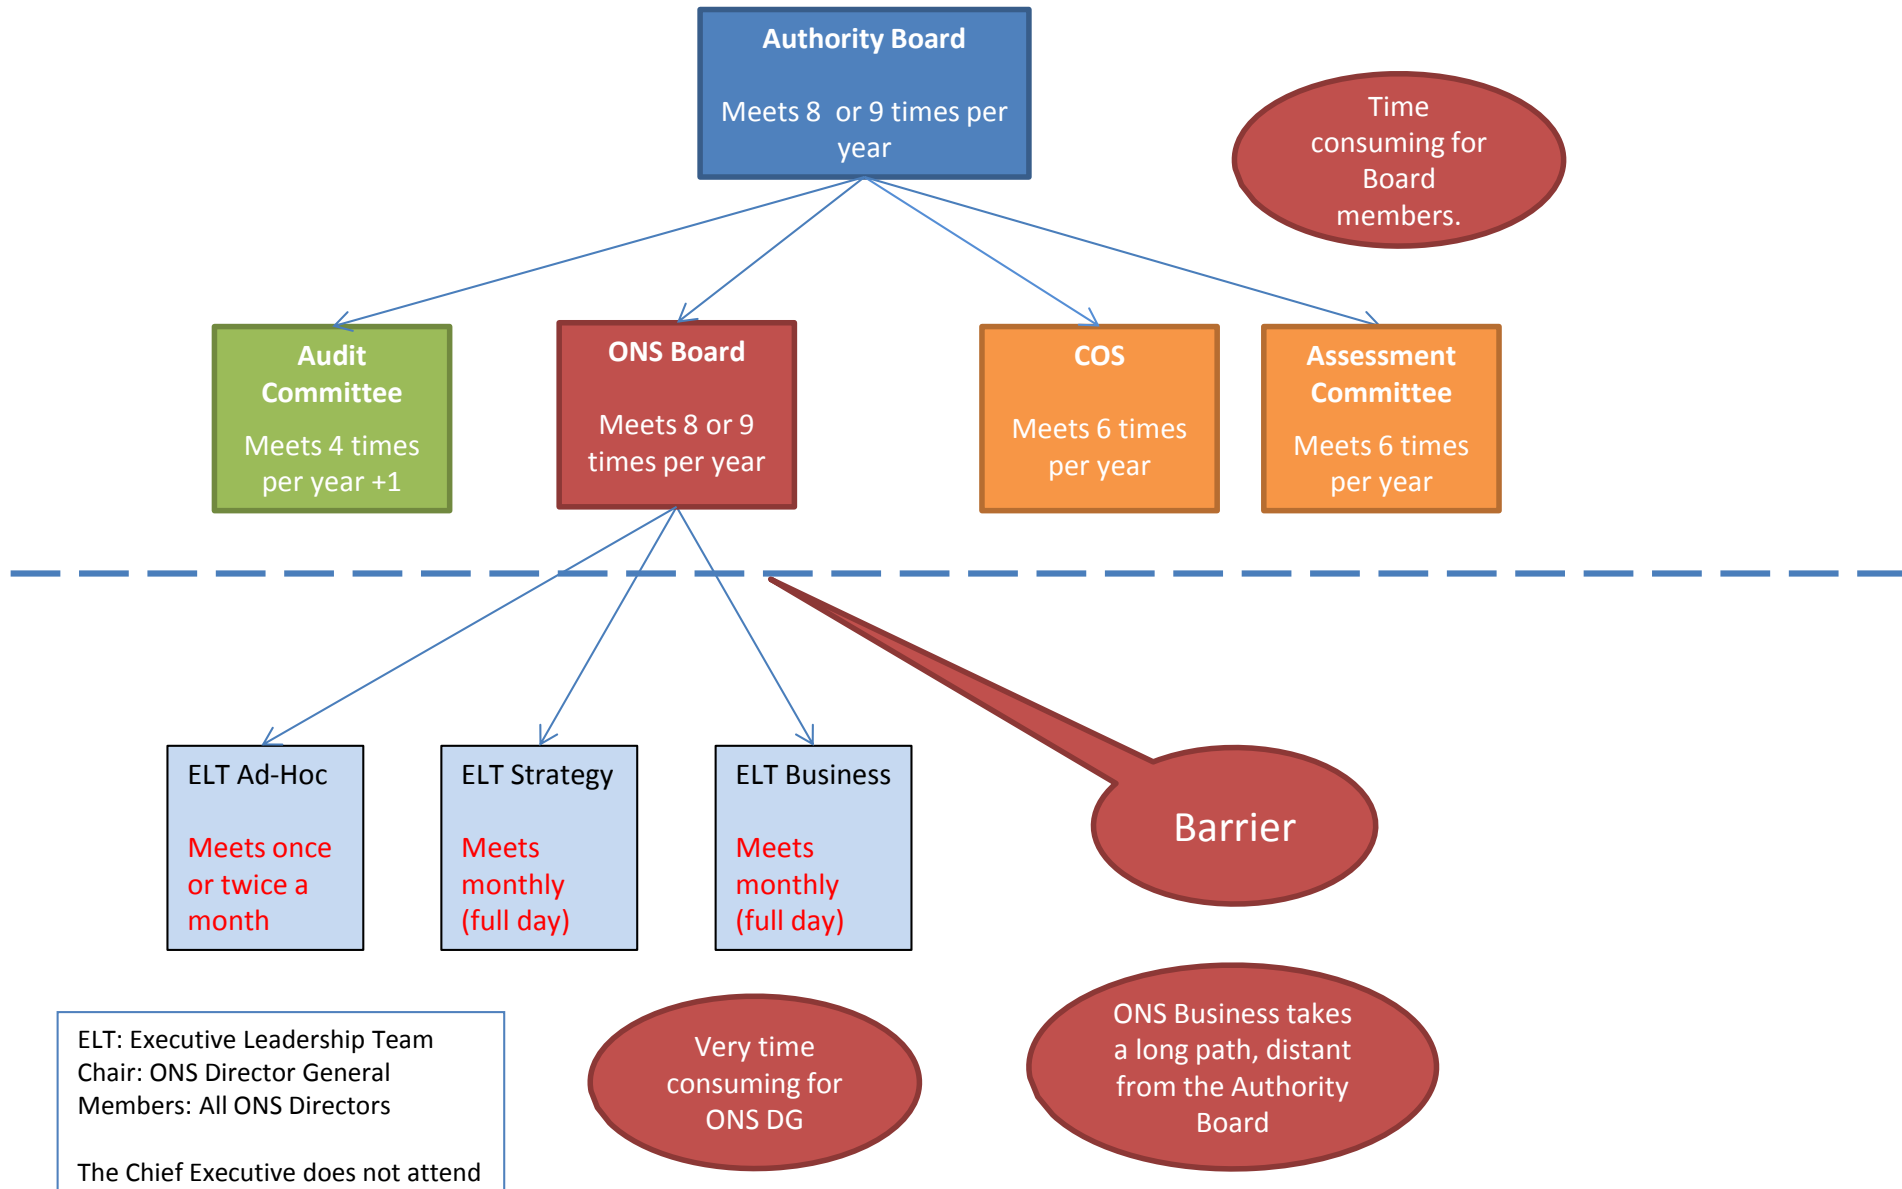 Authority Board
Meets 8 or 9 times per
year
Time
consuming for
Board
members.
Audit
Committee
Meets 4 times
per year +1
ONS Board
Meets 8 or 9
times per year
COS
Meets 6 times
per year
Assessment
Committee
Meets 6 times
per year
ELT Ad-Hoc
Meets once
or twice a
month
ELT Strategy
Meets
monthly
(full day)
ELT Business
Meets
monthly
(full day)
Barrier
ELT: Executive Leadership Team
Chair: ONS Director General
Members: All ONS Directors
The Chief Executive does not attend
Very time
consuming for
ONS DG
ONS Business takes
a long path, distant
from the Authority
Board